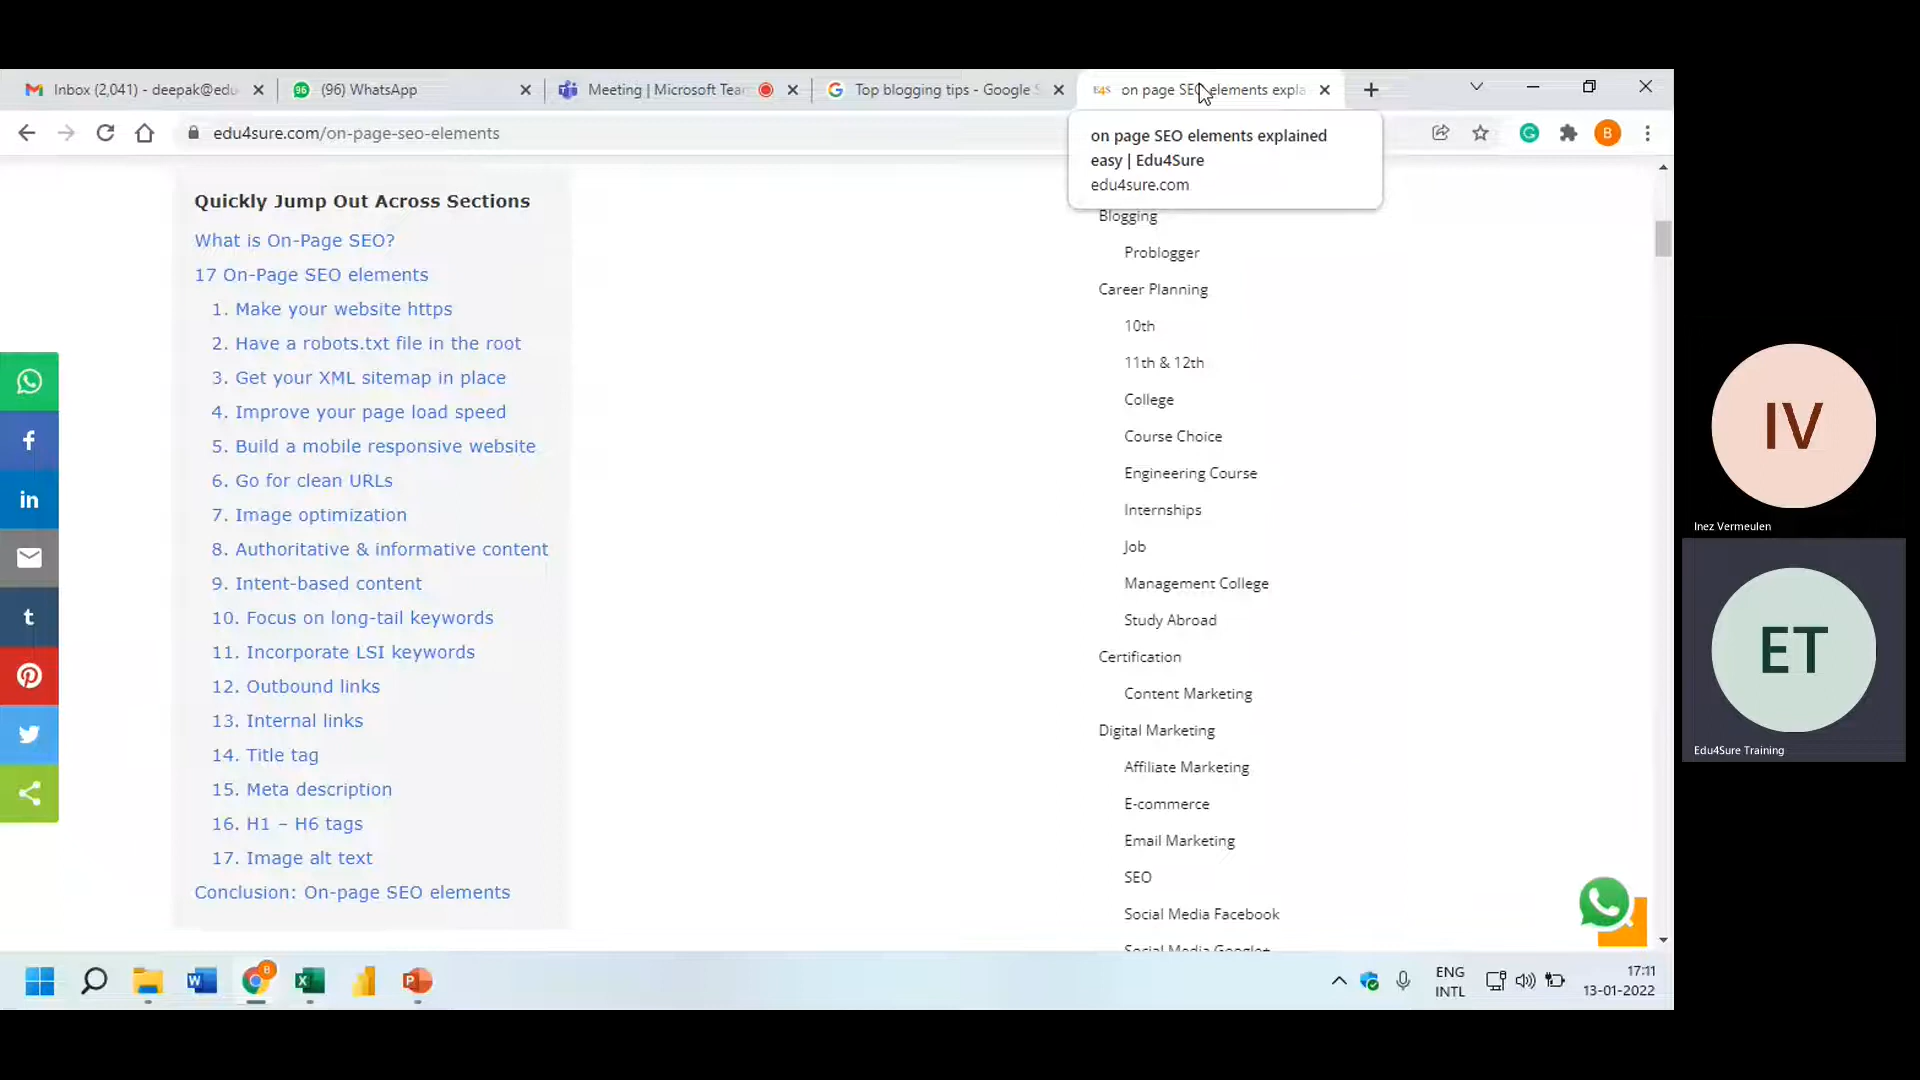 Inbox (2,041) - deepak@edu
96
(96) WhatsApp
Meeting | Microsoft Tea
Top blogging tips - Google S
E4S
on page SEO elements expla
edu4sure.com/on-page-seo-elements
B
on page SEO elements explained
easy | Edu4Sure
edu4sure.com
Quickly Jump Out Across Sections
What is On-Page SEO?
17 On-Page SEO elements
1. Make your website https
2. Have a robots.txt file in the root
3. Get your XML sitemap in place
4. Improve your page load speed
5. Build a mobile responsive website
6. Go for clean URLs
7. Image optimization
8. Authoritative & informative content
9. Intent-based content
10. Focus on long-tail keywords
11. Incorporate LSI keywords
12. Outbound links
13. Internal links
14. Title tag
15. Meta description
16. H1 – H6 tags
17. Image alt text
Conclusion: On-page SEO elements
Blogging
Problogger
Career Planning
10th
11th & 12th
College
Course Choice
Engineering Course
Internships
Job
Management College
Study Abroad
Certification
Content Marketing
Digital Marketing
Affiliate Marketing
E-commerce
Email Marketing
SEO
Social Media Facebook
Social Media Google+
IV
Inez Vermeulen
ET
Edu4Sure Training
ENG
INTL
17:11
13-01-2022